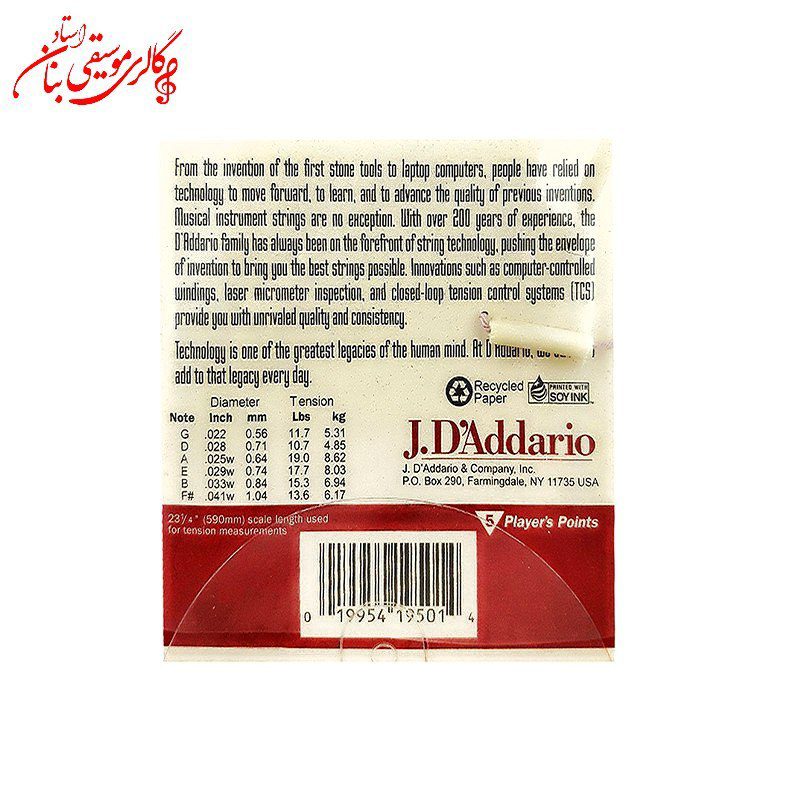 گالری موسیقی استاد بنان
From the invention of the first stone tools to laptop computers, people have relied on
technology to move forward, to learn, and to advance the quality of previous inventions.
Musical instrument strings are no exception. With over 200 years of experience, the
D'Addario family has always been on the forefront of string technology, pushing the envelope
of invention to bring you the best strings possible. Innovations such as computer-controlled
windings, laser micrometer inspection, and closed-loop tension control systems (TCS)
provide you with unrivaled quality and consistency.
Technology is one of the greatest legacies of the human mind. At
add to that legacy every day.
Recycled
Paper
PRINTED WITH
SOY INK
Diameter Tension
Note Inch mm Lbs kg
G .022 0.56 11.7 5.31
D .028 0.71 10.7 4.85
A .025w 0.64 19.0 8.62
E .029w 0.74 17.7 8.03
B .033w 0.84 15.3 6.94
F# .041w 1.04 13.6 6.17
J.D'Addario
J. D'Addario & Company, Inc.
P.O. Box 290, Farmingdale, NY 11735 USA
23 1/4" (590mm) scale length used
for tension measurements
5 Player's Points
0 19954 19501 4